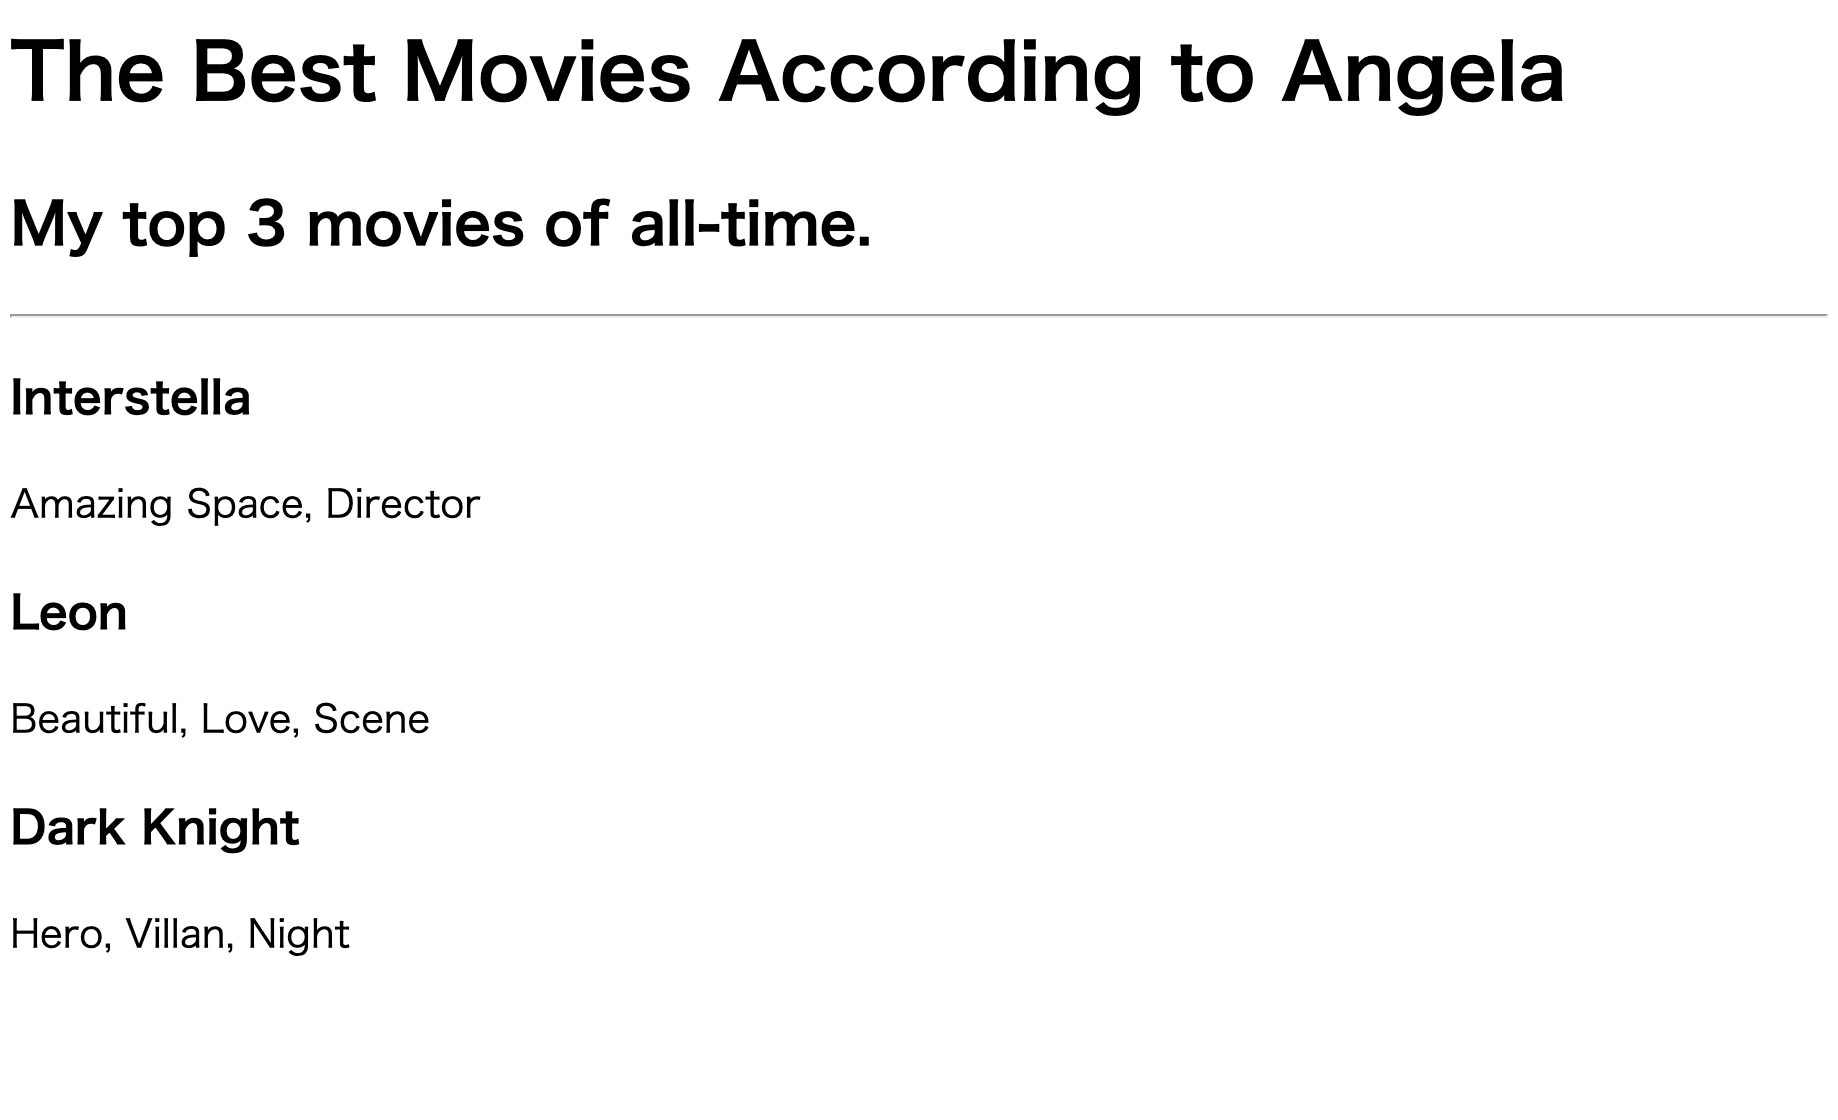 The Best Movies According to Angela
My top 3 movies of all-time.
Interstella
Amazing Space, Director
Leon
Beautiful, Love, Scene
Dark Knight
Hero, Villan, Night